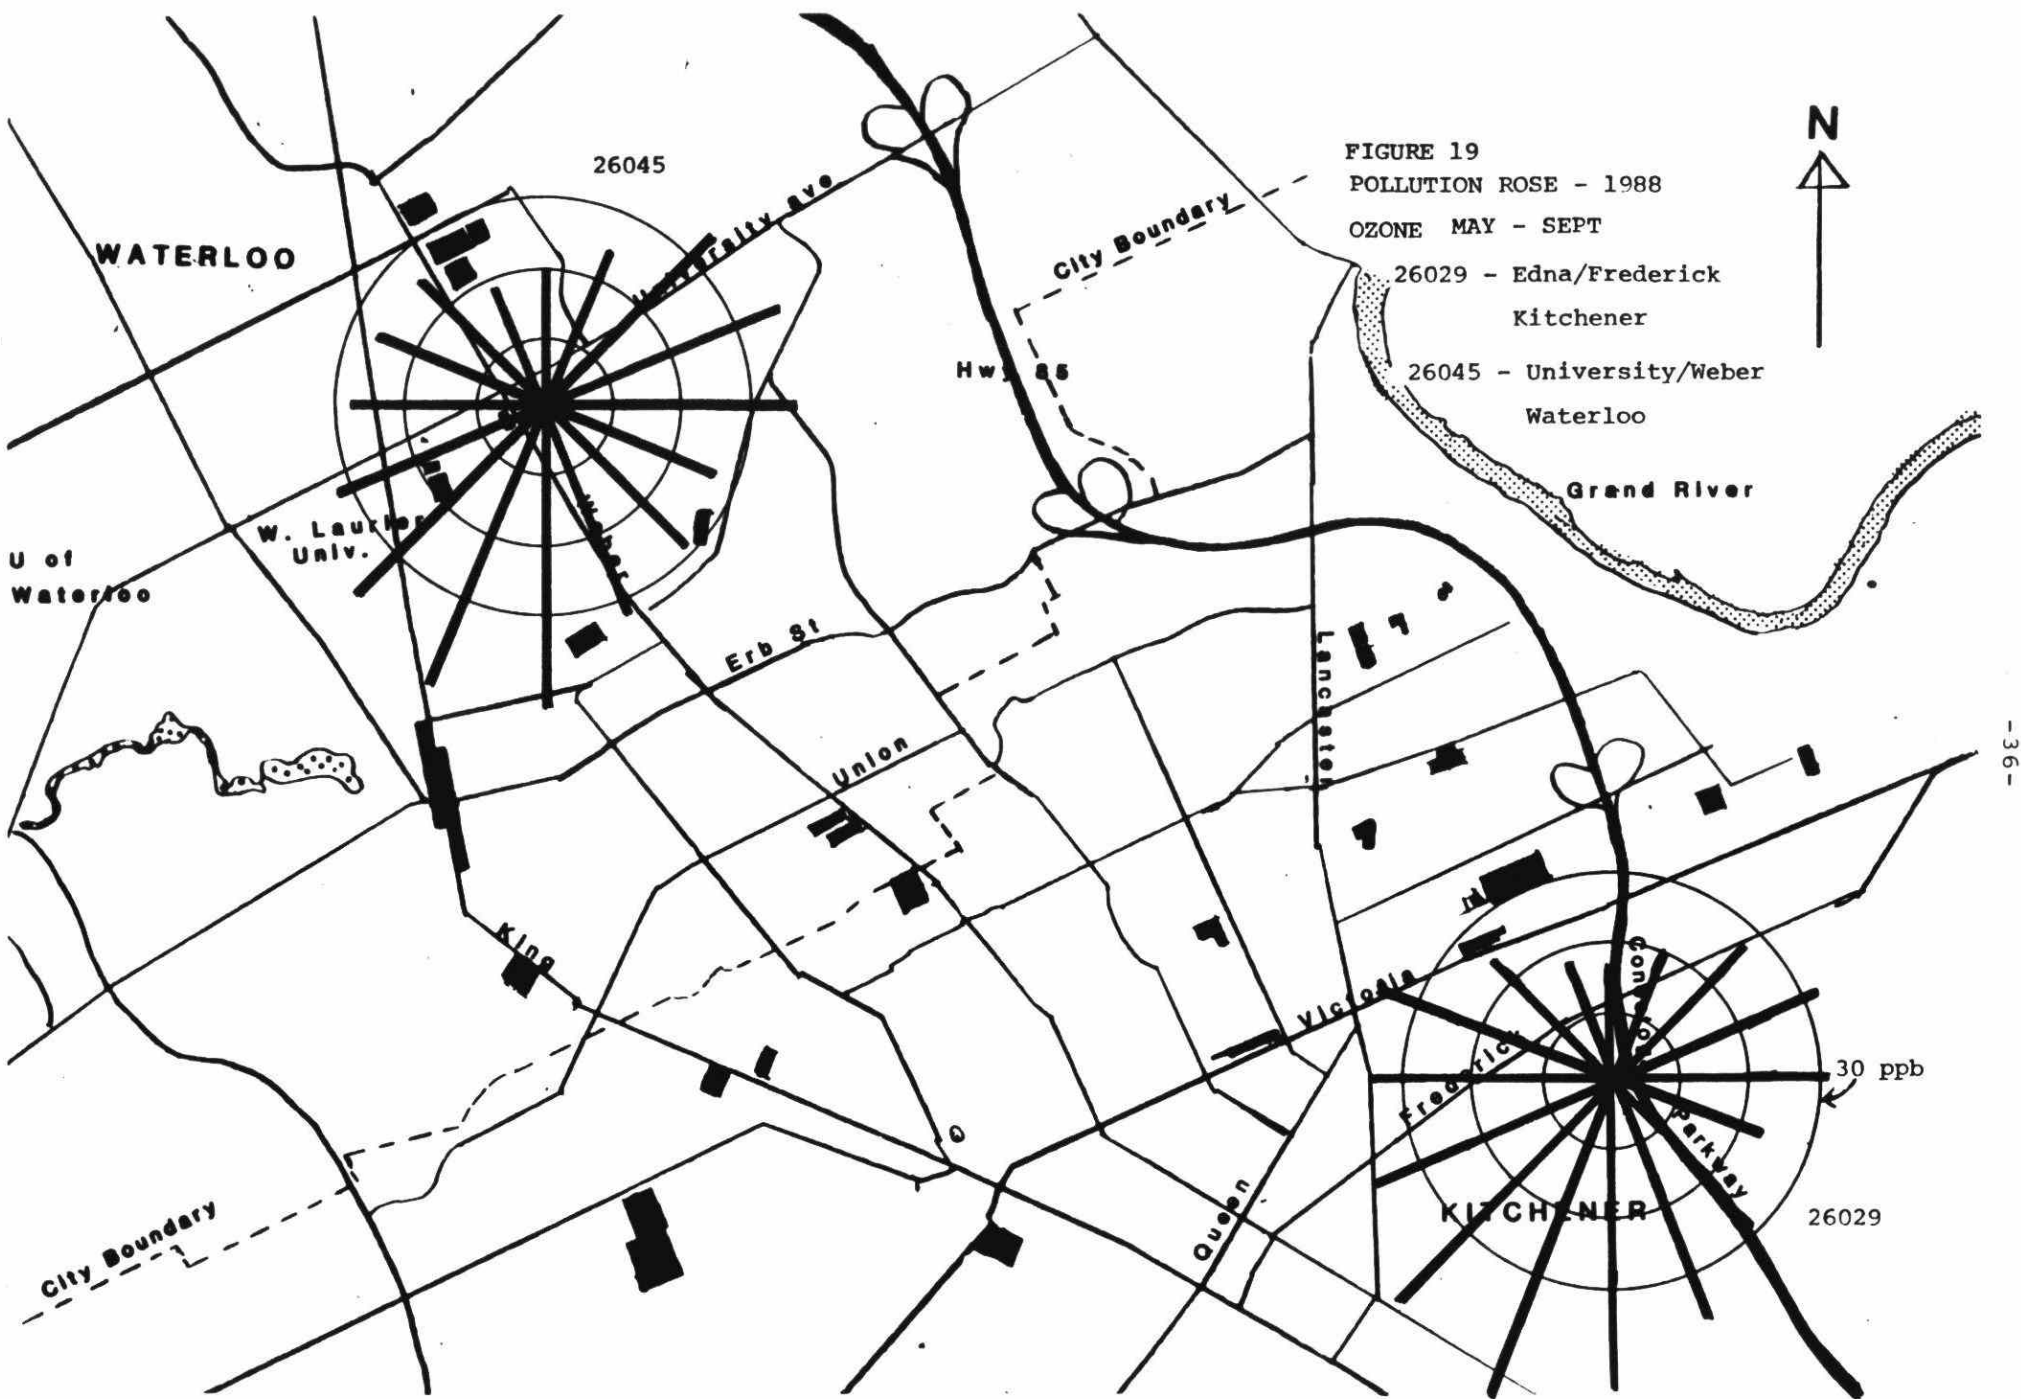 N
FIGURE 19
POLLUTION ROSE - 1988
OZONE MAY - SEPT
26029 - Edna/Frederick
Kitchener
26045 - University/Weber
Waterloo
26045
WATERLOO
University ave
City Boundary
Hwy 85
Grand River
W. Laurier
Univ.
U of
Waterloo
Weber
Erb St
Lancaster
Union
-36-
King
Victoria
Frederick
Conestoga
Parkway
30 ppb
KITCHENER
26029
Queen
City Boundary